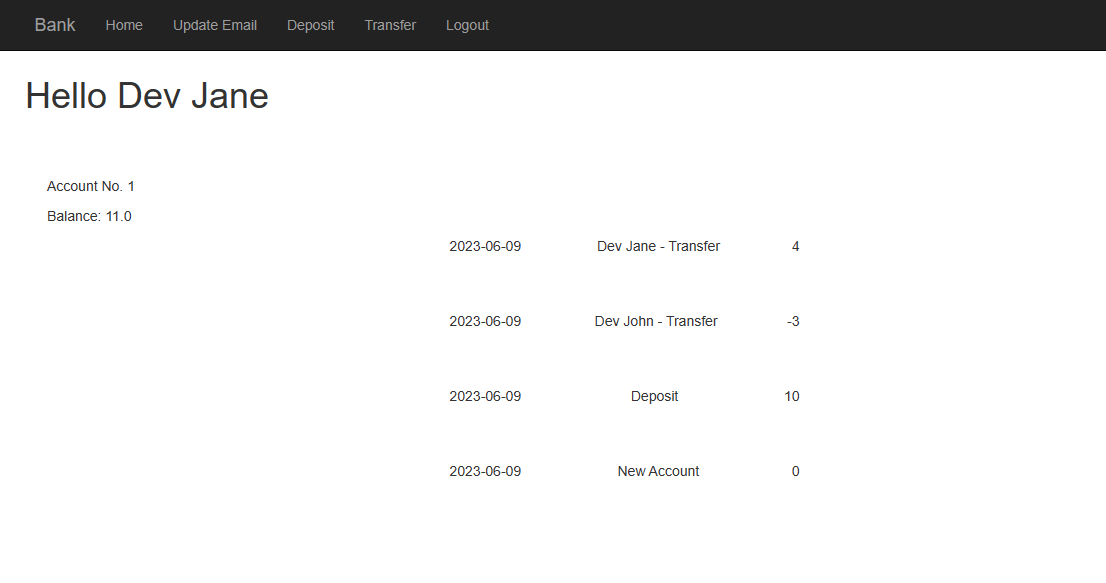 Bank Home Update Email Deposit Transfer Logout
Hello Dev Jane
Account No. 1
Balance: 11.0
2023-06-09 Dev Jane - Transfer 4
2023-06-09 Dev John - Transfer -3
2023-06-09 Deposit 10
2023-06-09 New Account 0